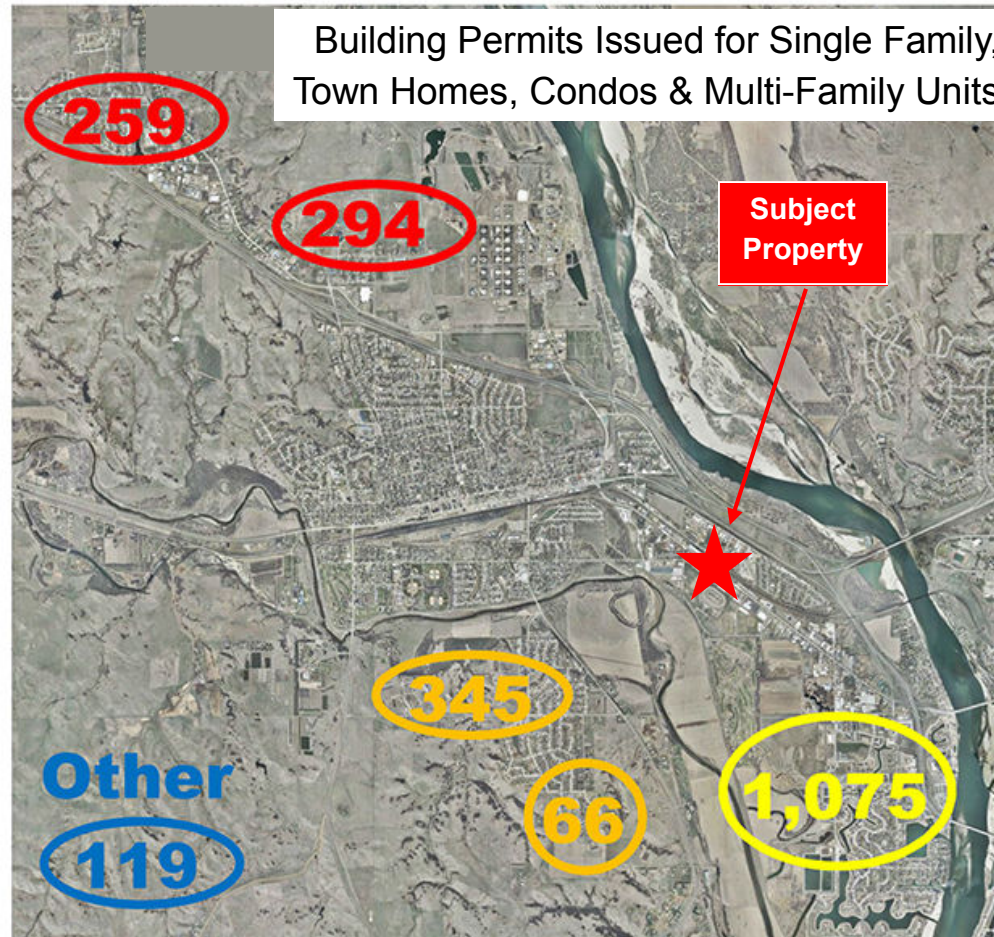 Building Permits Issued for Single Family,
Town Homes, Condos & Multi-Family Units
259
294
Subject
Property
345
Other
66
1,075
119